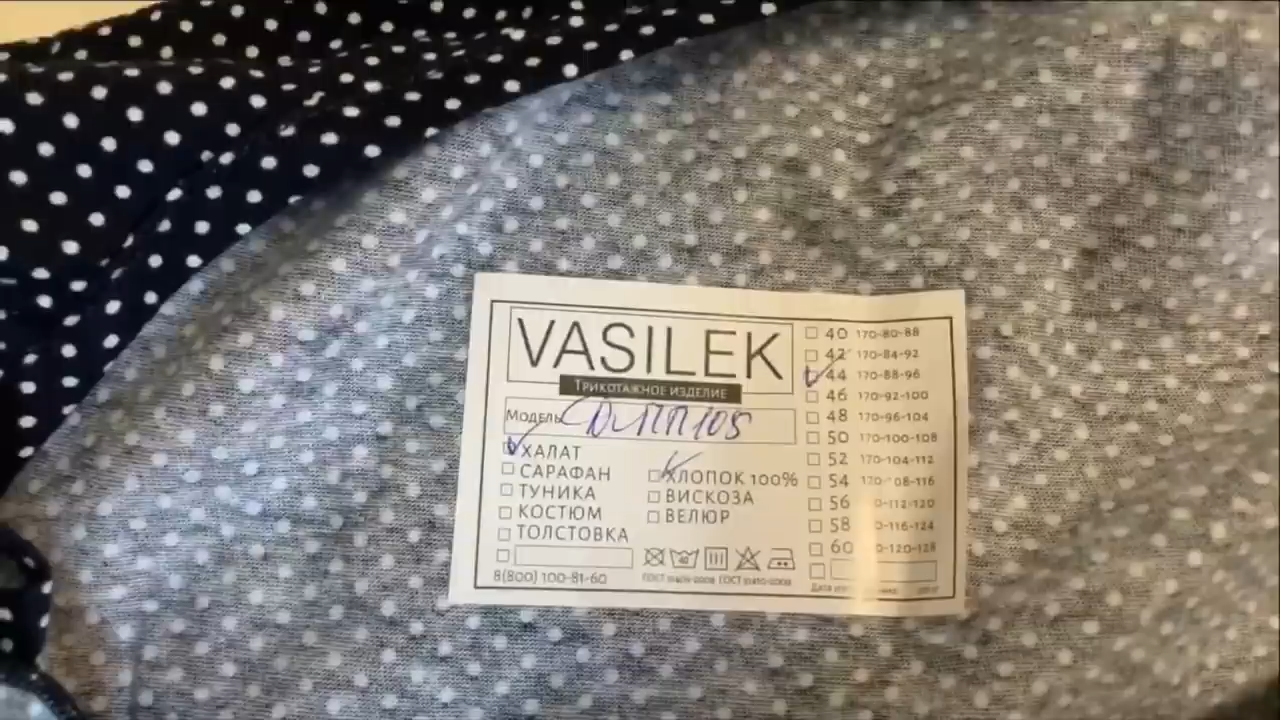 VASILEK
ТРИКОТАЖНОЕ ИЗДЕЛИЕ
МОДЕЛЬ
ХАЛАТ
САРАФАН
ТУНИКА
КОСТЮМ
ТОЛСТОВКА
8(800) 100-81-60
ХЛОПОК 100%
ВИСКОЗА
ВЕЛЮР
40 170-80-88
42 170-84-92
44 170-88-96
46 170-92-100
48 170-96-104
50 170-100-108
52 170-104-112
54 170-108-116
56 0-112-120
58 0-116-124
60 0-120-128